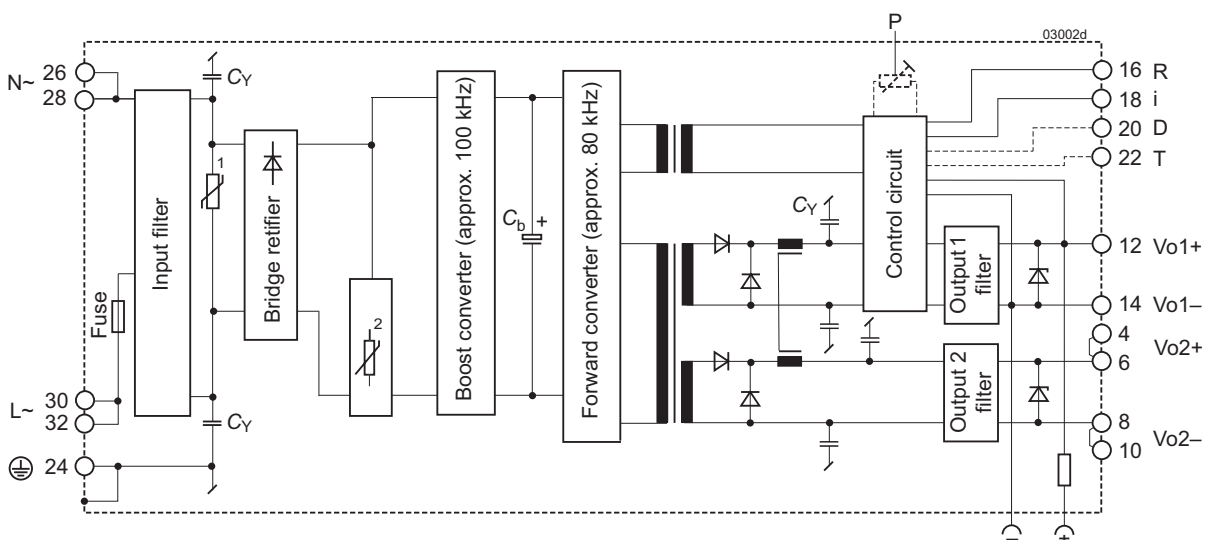 P
03002d
N~ 26
28
CY
16 R
18 i
20 D
22 T
1
Input filter
Bridge retifier
Boost converter (approx. 100 kHz)
Cb +
Forward converter (approx. 80 kHz)
Control circuit
CY
Output 1 filter
12 Vo1+
14 Vo1–
Fuse
2
4
Vo2+
6
Output 2 filter
L~ 30
32
CY
8
Vo2–
10
24
– +